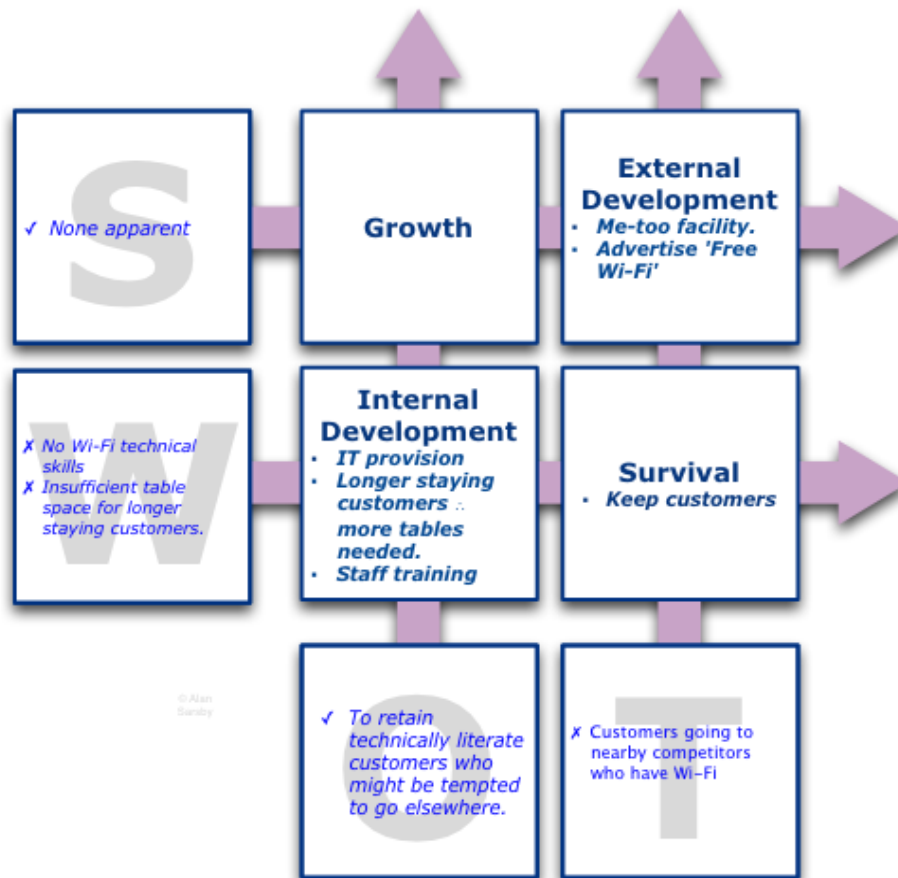 S
✓ None apparent
Growth
External
Development
• Me-too facility.
• Advertise 'Free
Wi-Fi'
W
✗ No Wi-Fi technical
skills
✗ Insufficient table
space for longer
staying customers.
Internal
Development
• IT provision
• Longer staying
customers ∴
more tables
needed.
• Staff training
Survival
• Keep customers
© Alan
Sarsby
O
✓ To retain
technically literate
customers who
might be tempted
to go elsewhere.
T
✗ Customers going to
nearby competitors
who have Wi-Fi